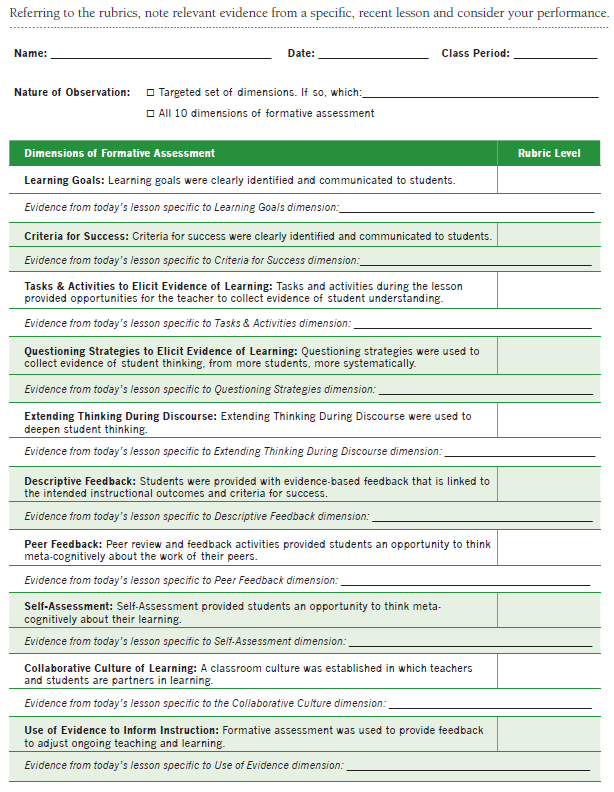 Referring to the rubrics, note relevant evidence from a specific, recent lesson and consider your performance.
Name: Date: Class Period:
Nature of Observation: □ Targeted set of dimensions. If so, which:
□ All 10 dimensions of formative assessment
Dimensions of Formative Assessment Rubric Level
Learning Goals: Learning goals were clearly identified and communicated to students.
Evidence from today's lesson specific to Learning Goals dimension:
Criteria for Success: Criteria for success were clearly identified and communicated to students.
Evidence from today's lesson specific to Criteria for Success dimension:
Tasks & Activities to Elicit Evidence of Learning: Tasks and activities during the lesson
provided opportunities for the teacher to collect evidence of student understanding.
Evidence from today's lesson specific to Tasks & Activities dimension:
Questioning Strategies to Elicit Evidence of Learning: Questioning strategies were used to
collect evidence of student thinking, from more students, more systematically.
Evidence from today's lesson specific to Questioning Strategies dimension:
Extending Thinking During Discourse: Extending Thinking During Discourse were used to
deepen student thinking.
Evidence from today's lesson specific to Extending Thinking During Discourse dimension:
Descriptive Feedback: Students were provided with evidence-based feedback that is linked to
the intended instructional outcomes and criteria for success.
Evidence from today's lesson specific to Descriptive Feedback dimension:
Peer Feedback: Peer review and feedback activities provided students an opportunity to think
meta-cognitively about the work of their peers.
Evidence from today's lesson specific to Peer Feedback dimension:
Self-Assessment: Self-Assessment provided students an opportunity to think meta-
cognitively about their learning.
Evidence from today's lesson specific to Self-Assessment dimension:
Collaborative Culture of Learning: A classroom culture was established in which teachers
and students are partners in learning.
Evidence from today's lesson specific to the Collaborative Culture dimension:
Use of Evidence to Inform Instruction: Formative assessment was used to provide feedback
to adjust ongoing teaching and learning.
Evidence from today's lesson specific to Use of Evidence dimension: